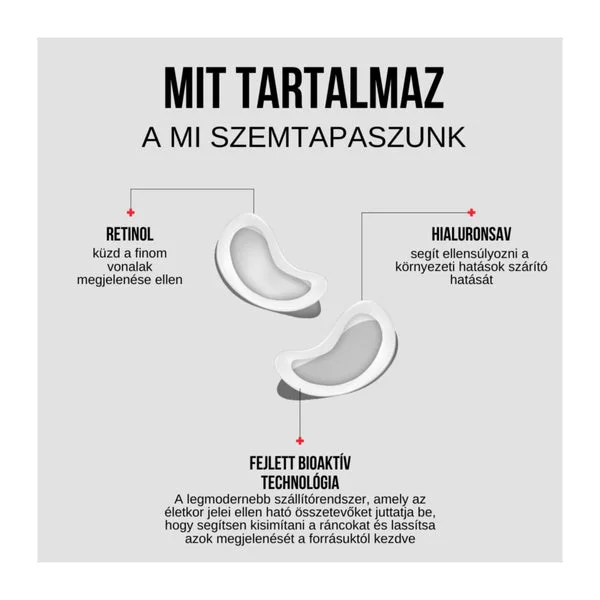 MIT TARTALMAZ
A MI SZEMTAPASZUNK
RETINOL
küzd a finom
vonalak
megjelenése ellen
HIALURONSAV
segít ellensúlyozni a
környezeti hatások szárító
hatását
FEJLETT BIOAKTÍV
TECHNOLÓGIA
A legmodernebb szállítórendszer, amely az
életkor jelei ellen ható összetevőket juttatja be,
hogy segítsen kisimítani a ráncokat és lassítsa
azok megjelenését a forrásuktól kezdve